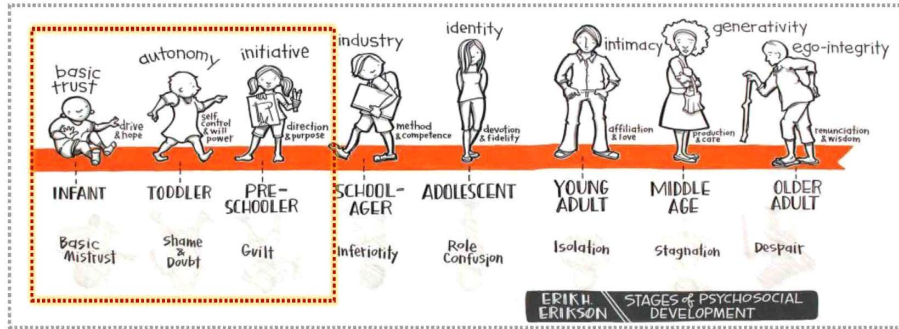 basic
trust
drive
& hope
INFANT
Basic
Mistrust
autonomy
self
control
& will
power
TODDLER
Shame
&
Doubt
initiative
direction
& purpose
PRE-
SCHOOLER
Guilt
industry
method
& competence
SCHOOL-
AGER
Inferiority
identity
devotion
& fidelity
ADOLESCENT
Role
Confusion
intimacy
affiliation
& love
YOUNG
ADULT
Isolation
generativity
production
& care
MIDDLE
AGE
Stagnation
ego-integrity
renunciation
& wisdom
OLDER
ADULT
Despair
ERIK H.
ERIKSON
STAGES of PSYCHOSOCIAL
DEVELOPMENT